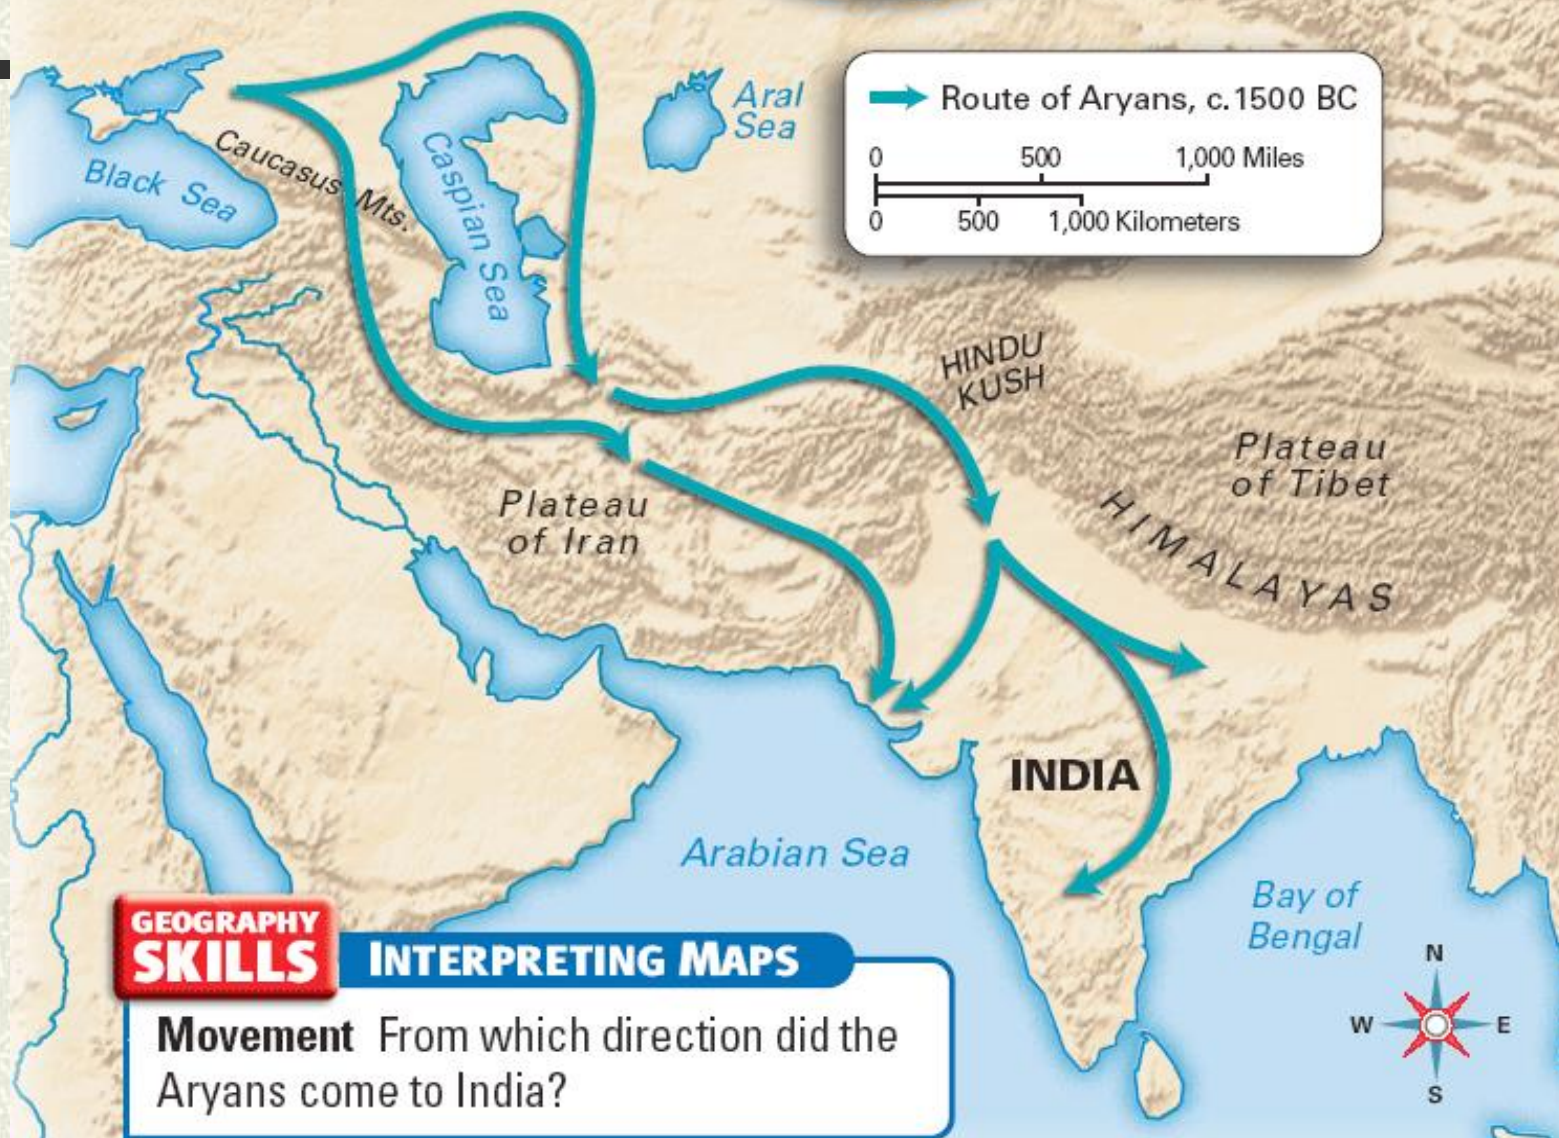 Aral
Sea
Route of Aryans, c.1500 BC
0 500 1,000 Miles
0 500 1,000 Kilometers
Black Sea
Caucasus Mts.
Caspian Sea
HINDU
KUSH
Plateau
of Tibet
HIMALAYAS
Plateau
of Iran
INDIA
Arabian Sea
Bay of
Bengal
N
W E
S
GEOGRAPHY
SKILLS
INTERPRETING MAPS
Movement From which direction did the
Aryans come to India?